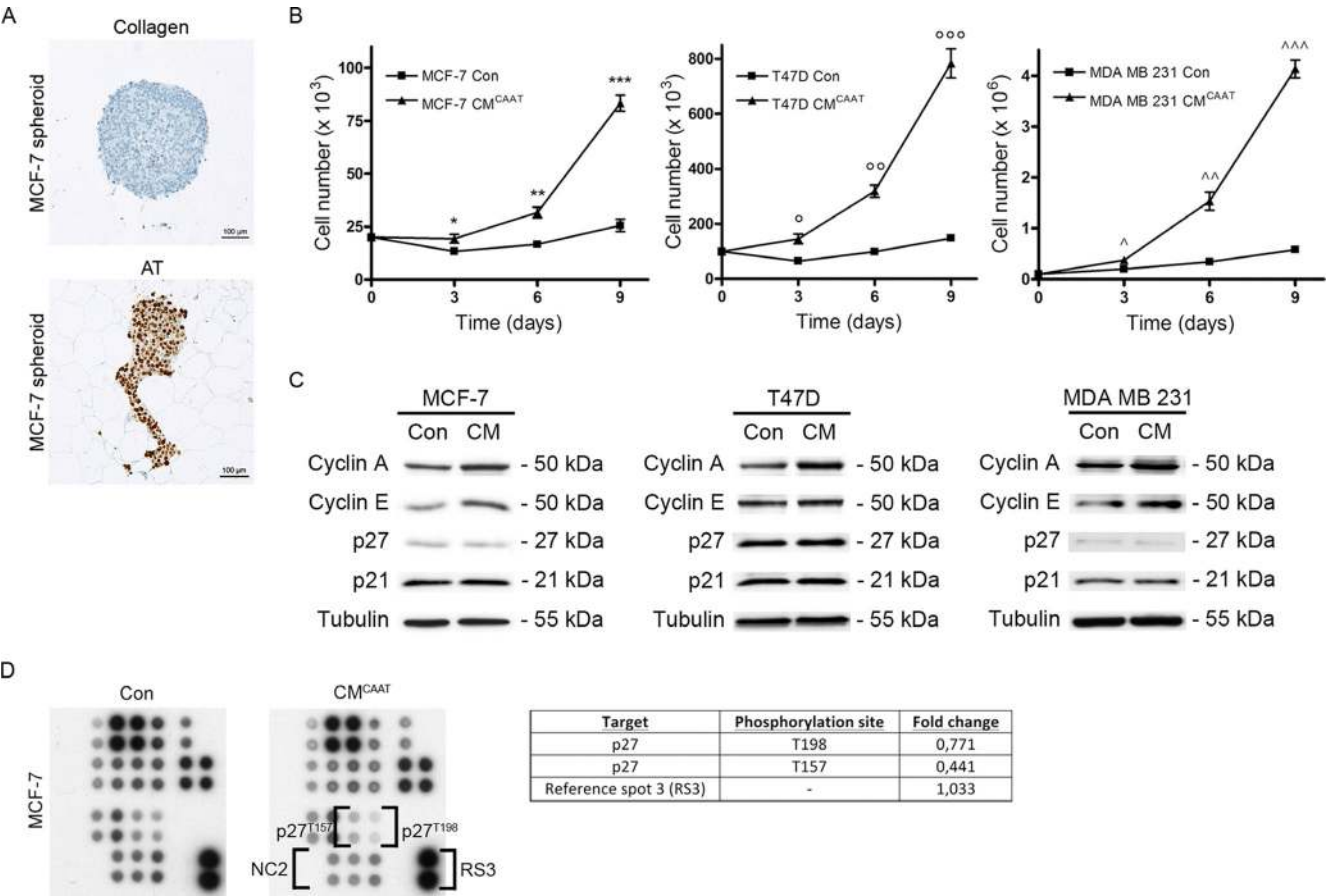 A
Collagen
MCF-7 spheroid
100 µm
AT
MCF-7 spheroid
100 µm
B
Cell number (x 10³)
100
75
50
25
0
MCF-7 Con
MCF-7 CM^CAAT
*
**
***
0 3 6 9
Time (days)
Cell number (x 10³)
800
600
400
200
0
T47D Con
T47D CM^CAAT
°
°°
°°°
0 3 6 9
Time (days)
Cell number (x 10⁶)
4
2
0
MDA MB 231 Con
MDA MB 231 CM^CAAT
^
^^
^^^
0 3 6 9
Time (days)
C
MCF-7
Con CM
Cyclin A - 50 kDa
Cyclin E - 50 kDa
p27 - 27 kDa
p21 - 21 kDa
Tubulin - 55 kDa
T47D
Con CM
Cyclin A - 50 kDa
Cyclin E - 50 kDa
p27 - 27 kDa
p21 - 21 kDa
Tubulin - 55 kDa
MDA MB 231
Con CM
Cyclin A - 50 kDa
Cyclin E - 50 kDa
p27 - 27 kDa
p21 - 21 kDa
Tubulin - 55 kDa
D
Con
CM^CAAT
MCF-7
p27^T157
p27^T198
NC2
RS3
Target Phosphorylation site Fold change
p27 T198 0,771
p27 T157 0,441
Reference spot 3 (RS3) - 1,033